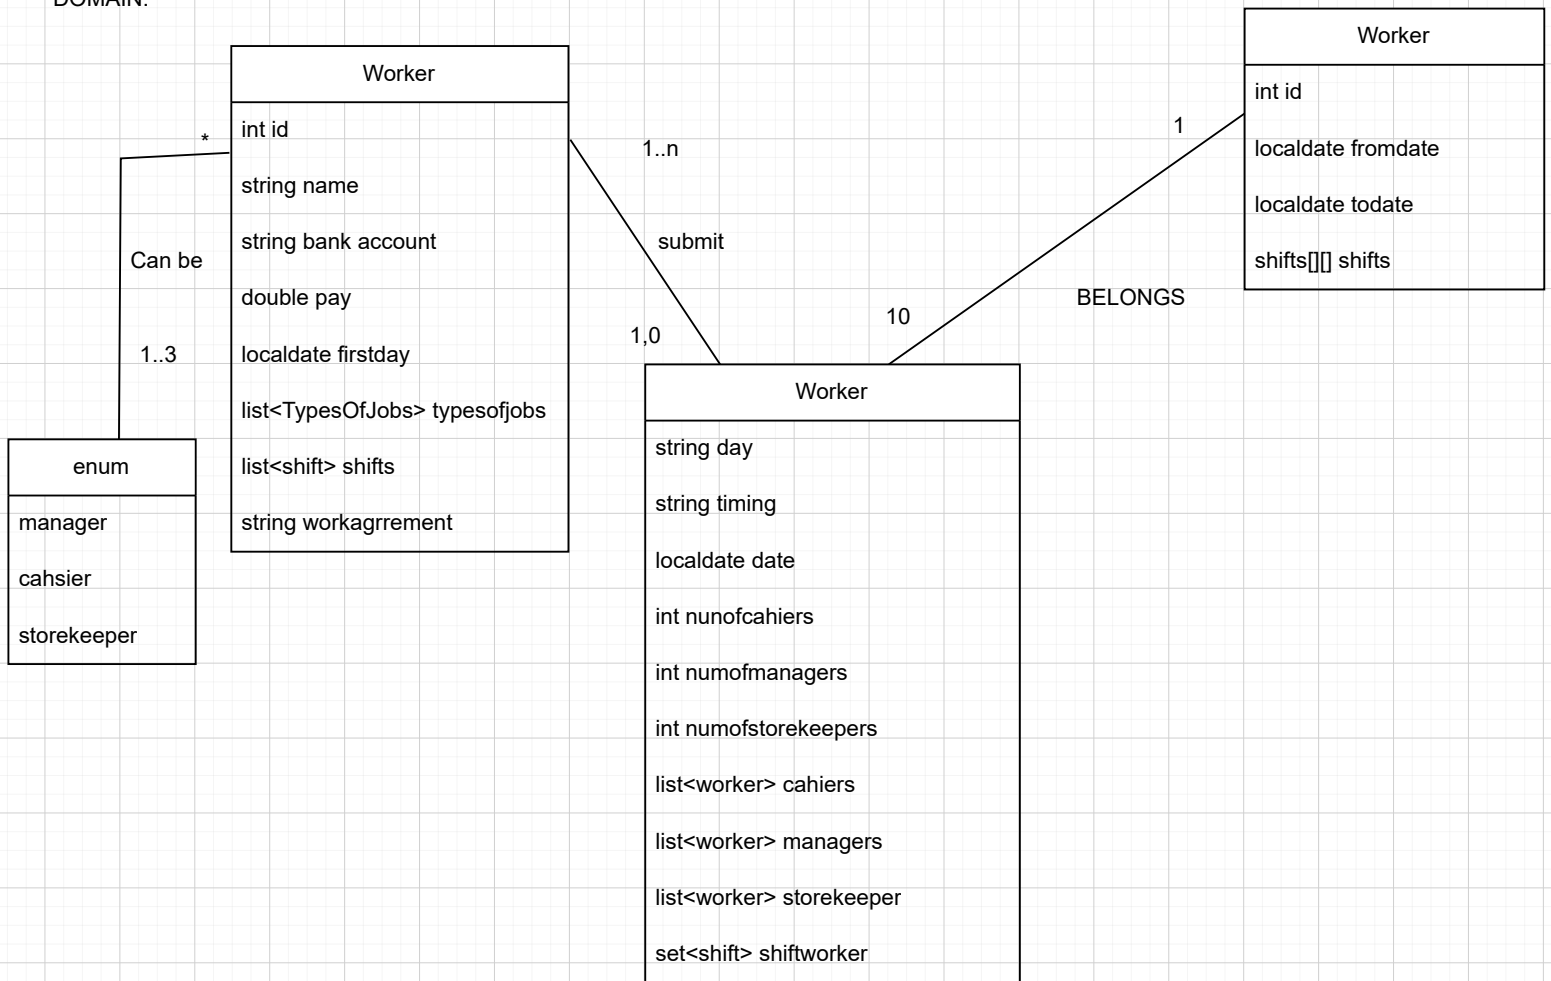 DOMAIN:
Worker
int id
string name
string bank account
double pay
localdate firstday
list<TypesOfJobs> typesofjobs
list<shift> shifts
string workagrrement
*
Can be
1..3
enum
manager
cahsier
storekeeper
1..n
submit
1,0
Worker
string day
string timing
localdate date
int nunofcahiers
int numofmanagers
int numofstorekeepers
list<worker> cahiers
list<worker> managers
list<worker> storekeeper
set<shift> shiftworker
10
BELONGS
1
Worker
int id
localdate fromdate
localdate todate
shifts[][] shifts